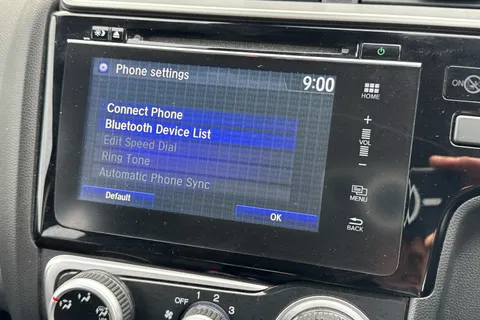 Phone settings
9:00
Connect Phone
Bluetooth Device List
Edit Speed Dial
Ring Tone
Automatic Phone Sync
Default
OK
HOME
+
VOL
−
MENU
BACK
ON
OFF 1 2 3